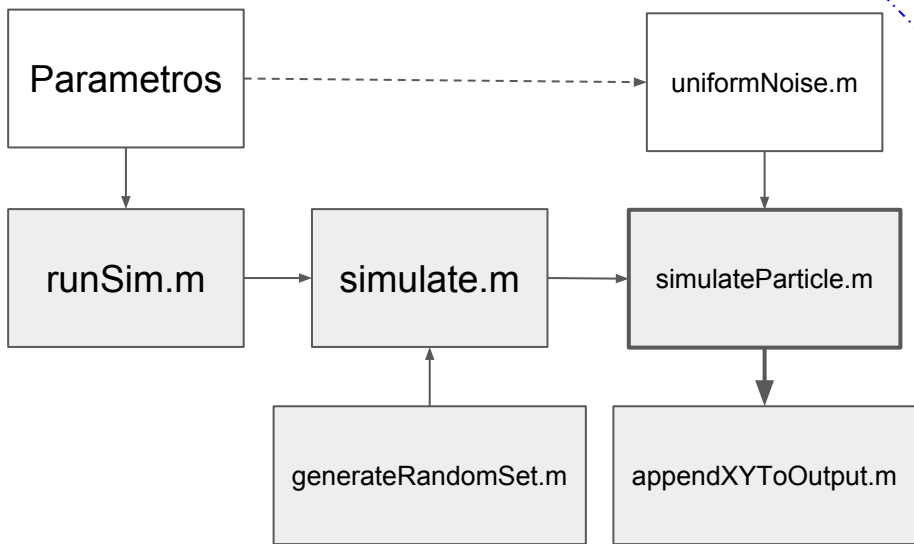 Parametros
uniformNoise.m
runSim.m
simulate.m
simulateParticle.m
generateRandomSet.m
appendXYToOutput.m